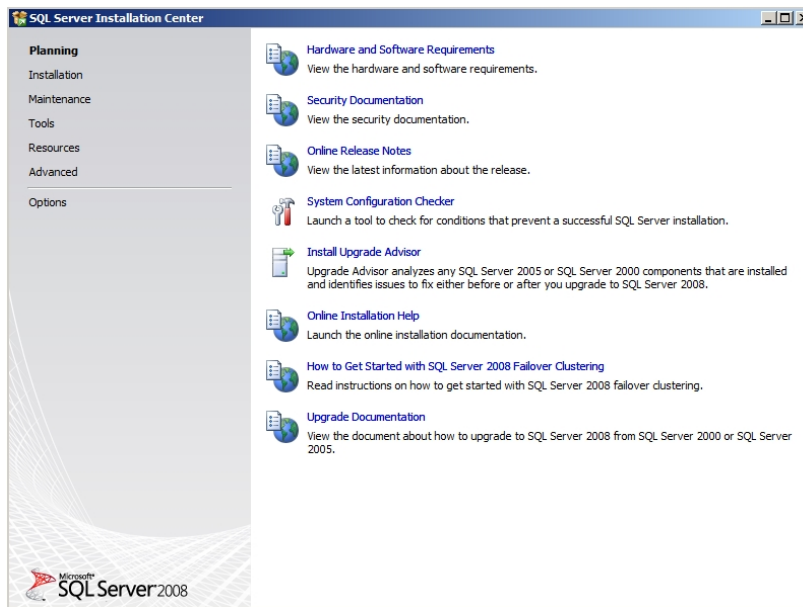 SQL Server Installation Center
Planning
Installation
Maintenance
Tools
Resources
Advanced
Options
Hardware and Software Requirements
View the hardware and software requirements.
Security Documentation
View the security documentation.
Online Release Notes
View the latest information about the release.
System Configuration Checker
Launch a tool to check for conditions that prevent a successful SQL Server installation.
Install Upgrade Advisor
Upgrade Advisor analyzes any SQL Server 2005 or SQL Server 2000 components that are installed
and identifies issues to fix either before or after you upgrade to SQL Server 2008.
Online Installation Help
Launch the online installation documentation.
How to Get Started with SQL Server 2008 Failover Clustering
Read instructions on how to get started with SQL Server 2008 failover clustering.
Upgrade Documentation
View the document about how to upgrade to SQL Server 2008 from SQL Server 2000 or SQL Server
2005.
Microsoft
SQL Server 2008